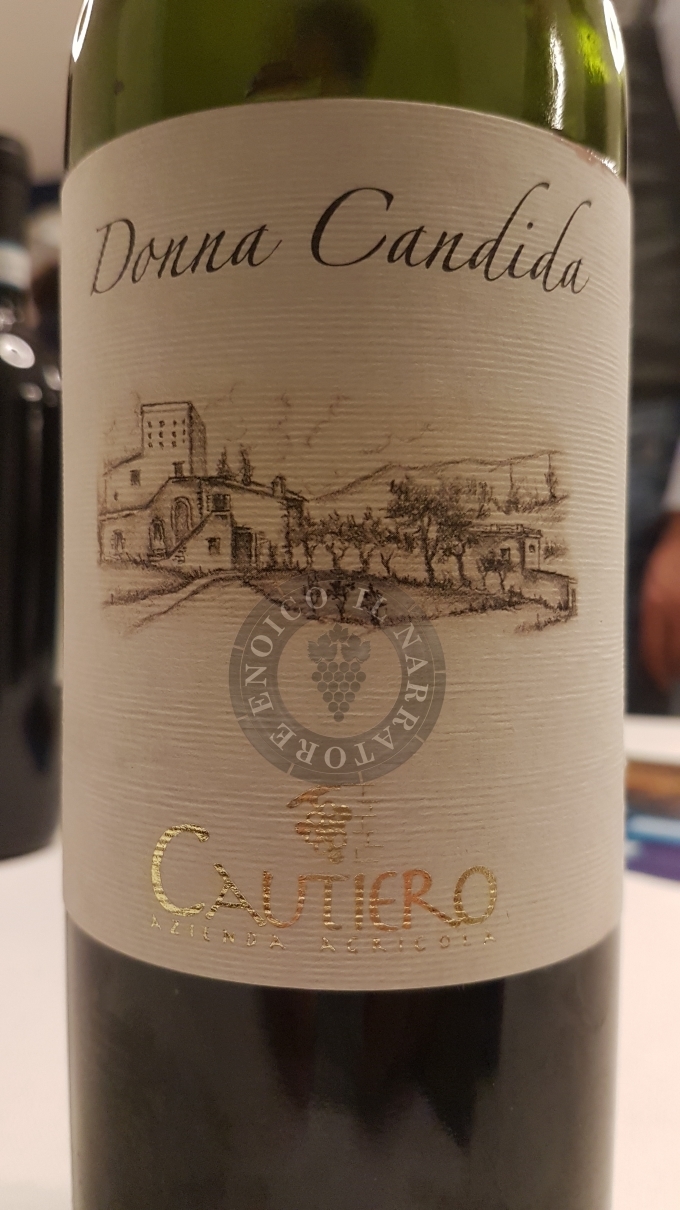 Donna Candida
ENOICO IL NARRATORE
CAUTIERO
AZIENDA AGRICOLA